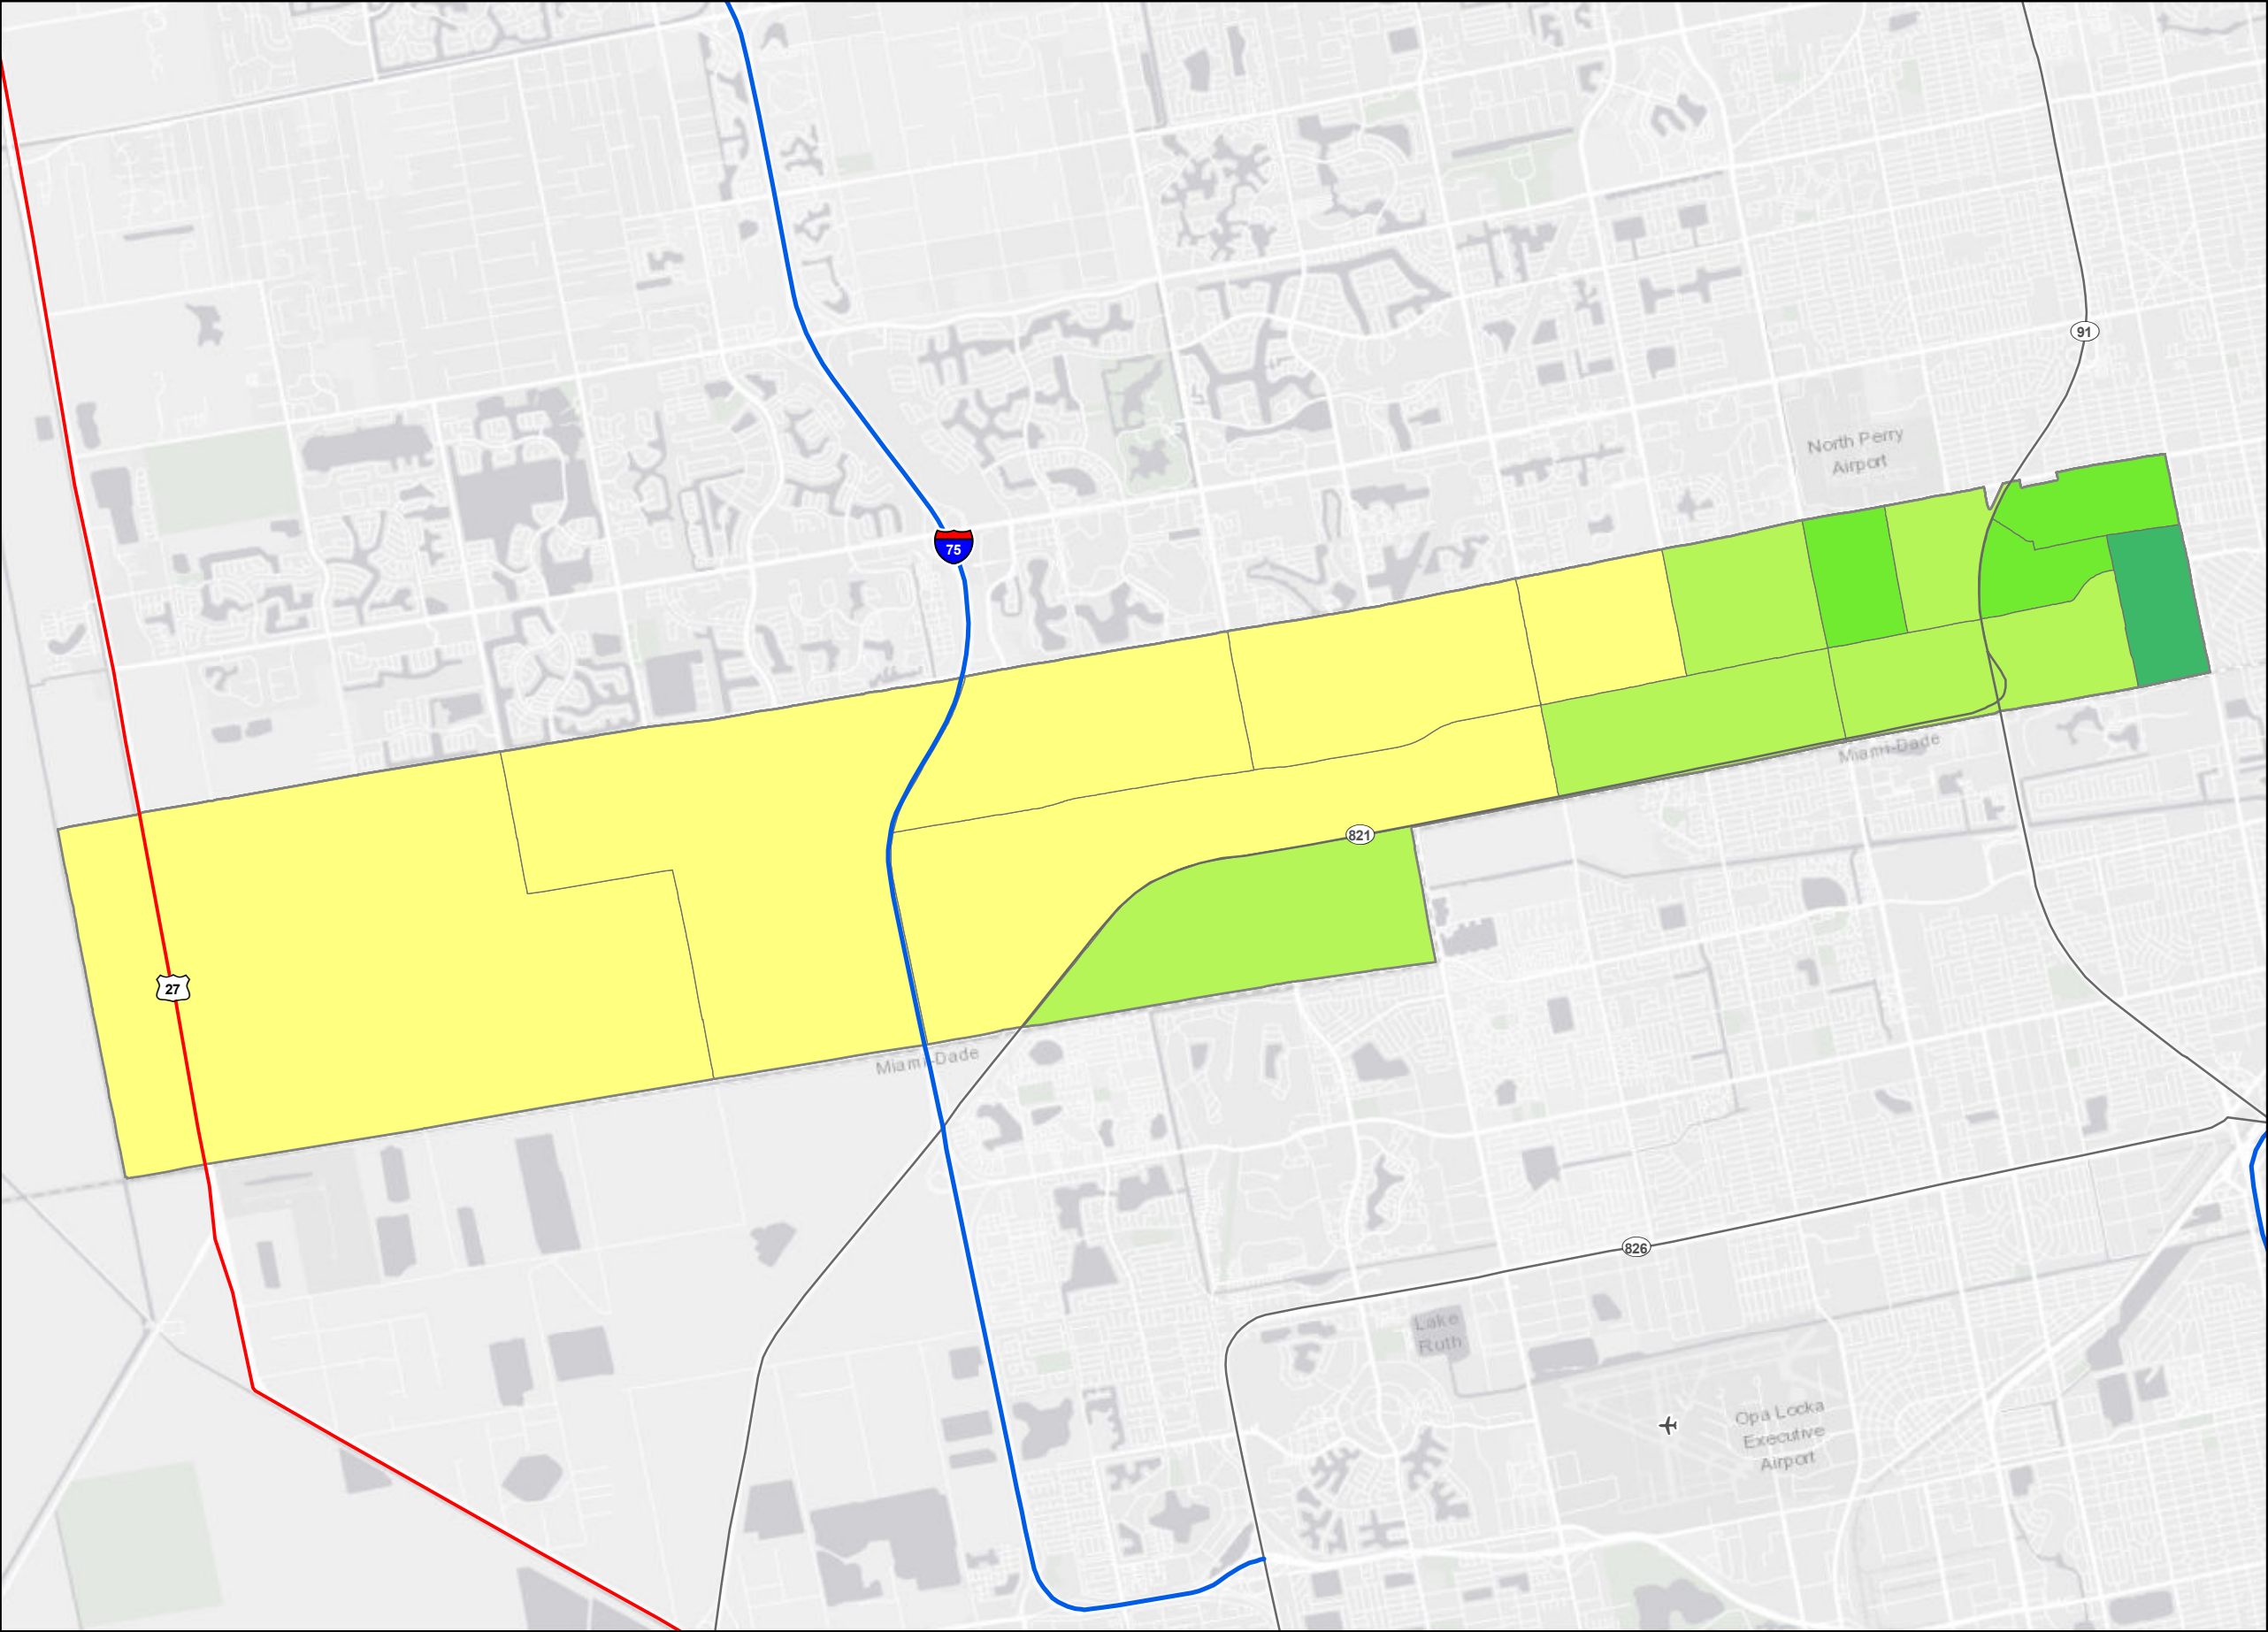 91
North Perry
Airport
75
Miami-Dade
821
27
Miami-Dade
826
Lake
Ruth
Opa Locka
Executive
Airport